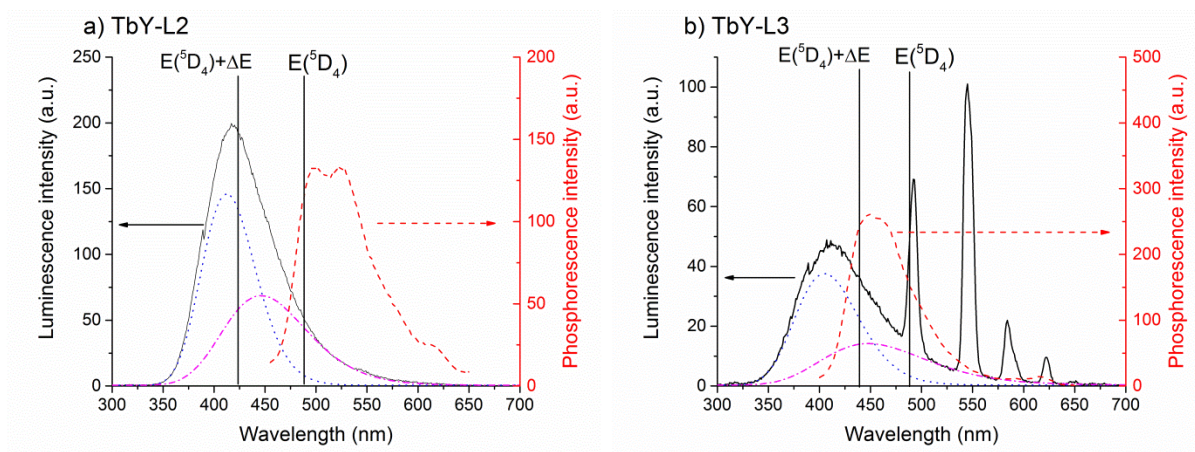 a) TbY-L2
E(⁵D₄)+ΔE
E(⁵D₄)
250
200
150
100
50
0
200
150
100
50
0
300 350 400 450 500 550 600 650 700
Luminescence intensity (a.u.)
Phosphorescence intensity (a.u.)
Wavelength (nm)
b) TbY-L3
E(⁵D₄)+ΔE
E(⁵D₄)
100
80
60
40
20
0
500
400
300
200
100
0
300 350 400 450 500 550 600 650 700
Luminescence intensity (a.u.)
Phosphorescence intensity (a.u.)
Wavelength (nm)